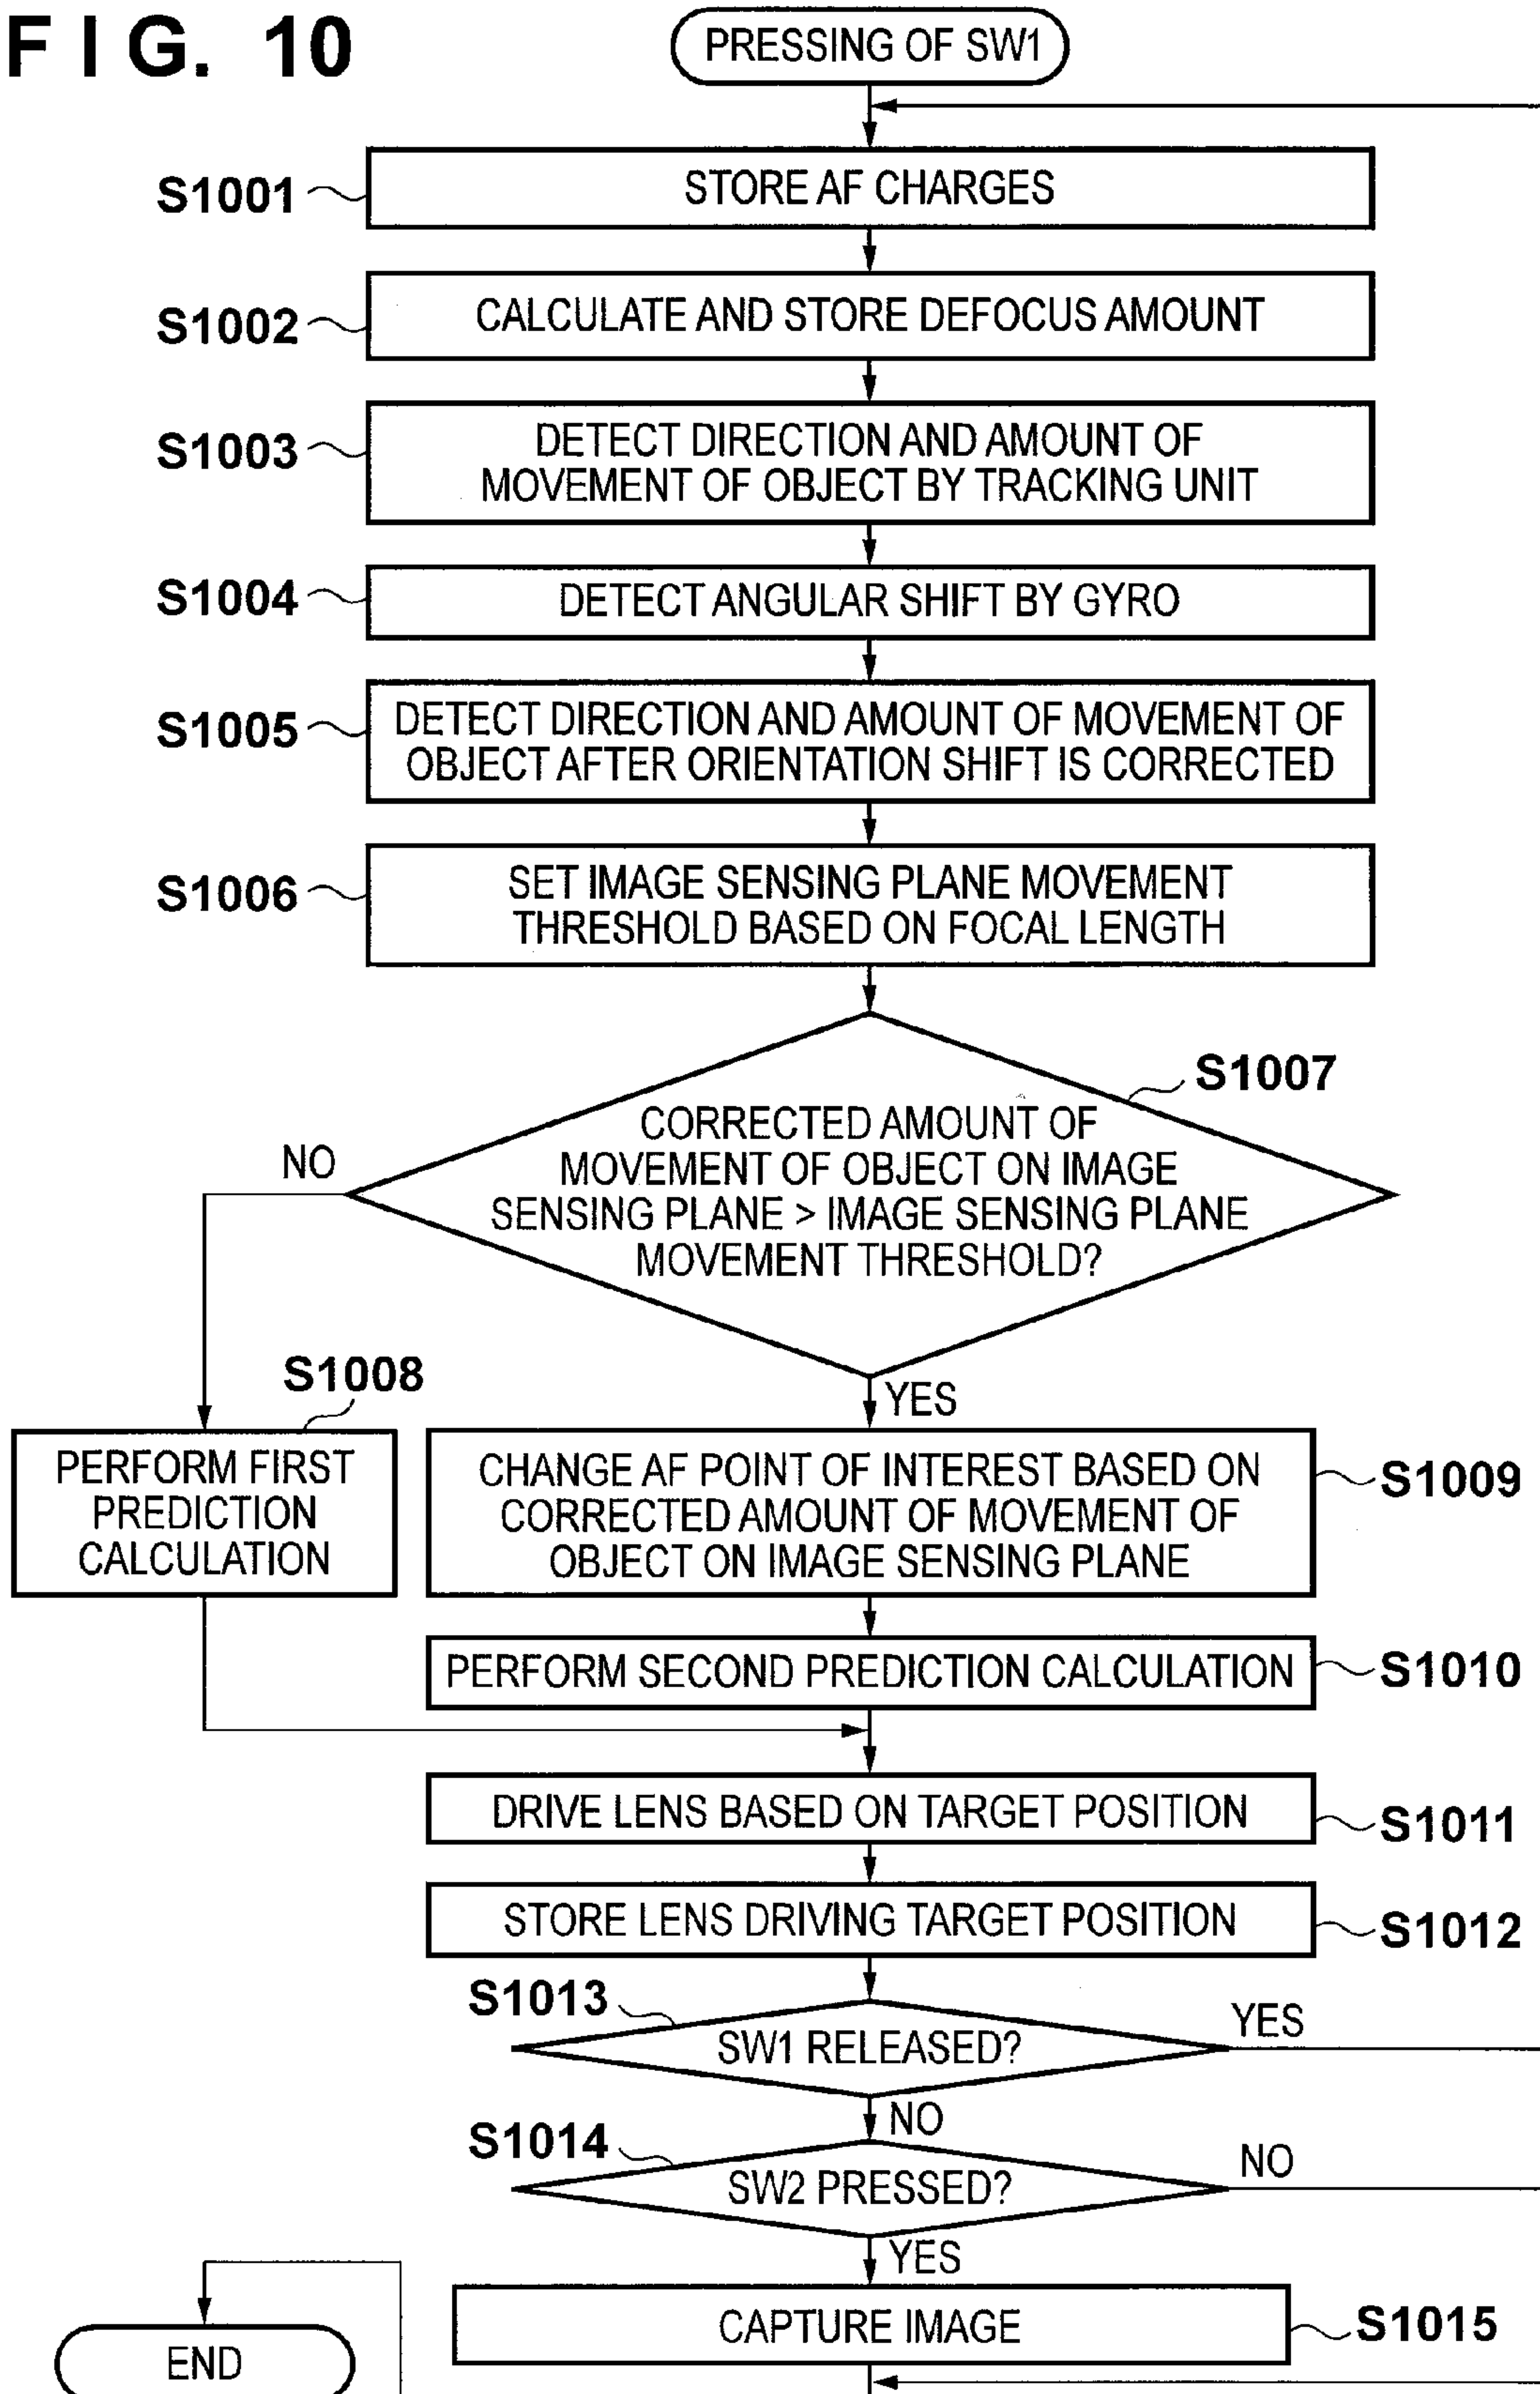 FIG. 10
PRESSING OF SW1
S1001
STORE AF CHARGES
S1002
CALCULATE AND STORE DEFOCUS AMOUNT
S1003
DETECT DIRECTION AND AMOUNT OF
MOVEMENT OF OBJECT BY TRACKING UNIT
S1004
DETECT ANGULAR SHIFT BY GYRO
S1005
DETECT DIRECTION AND AMOUNT OF MOVEMENT OF
OBJECT AFTER ORIENTATION SHIFT IS CORRECTED
S1006
SET IMAGE SENSING PLANE MOVEMENT
THRESHOLD BASED ON FOCAL LENGTH
S1007
CORRECTED AMOUNT OF
MOVEMENT OF OBJECT ON IMAGE
SENSING PLANE > IMAGE SENSING PLANE
MOVEMENT THRESHOLD?
NO
YES
S1008
PERFORM FIRST
PREDICTION
CALCULATION
CHANGE AF POINT OF INTEREST BASED ON
CORRECTED AMOUNT OF MOVEMENT OF
OBJECT ON IMAGE SENSING PLANE
S1009
PERFORM SECOND PREDICTION CALCULATION
S1010
DRIVE LENS BASED ON TARGET POSITION
S1011
STORE LENS DRIVING TARGET POSITION
S1012
S1013
SW1 RELEASED?
YES
NO
S1014
SW2 PRESSED?
NO
YES
CAPTURE IMAGE
S1015
END